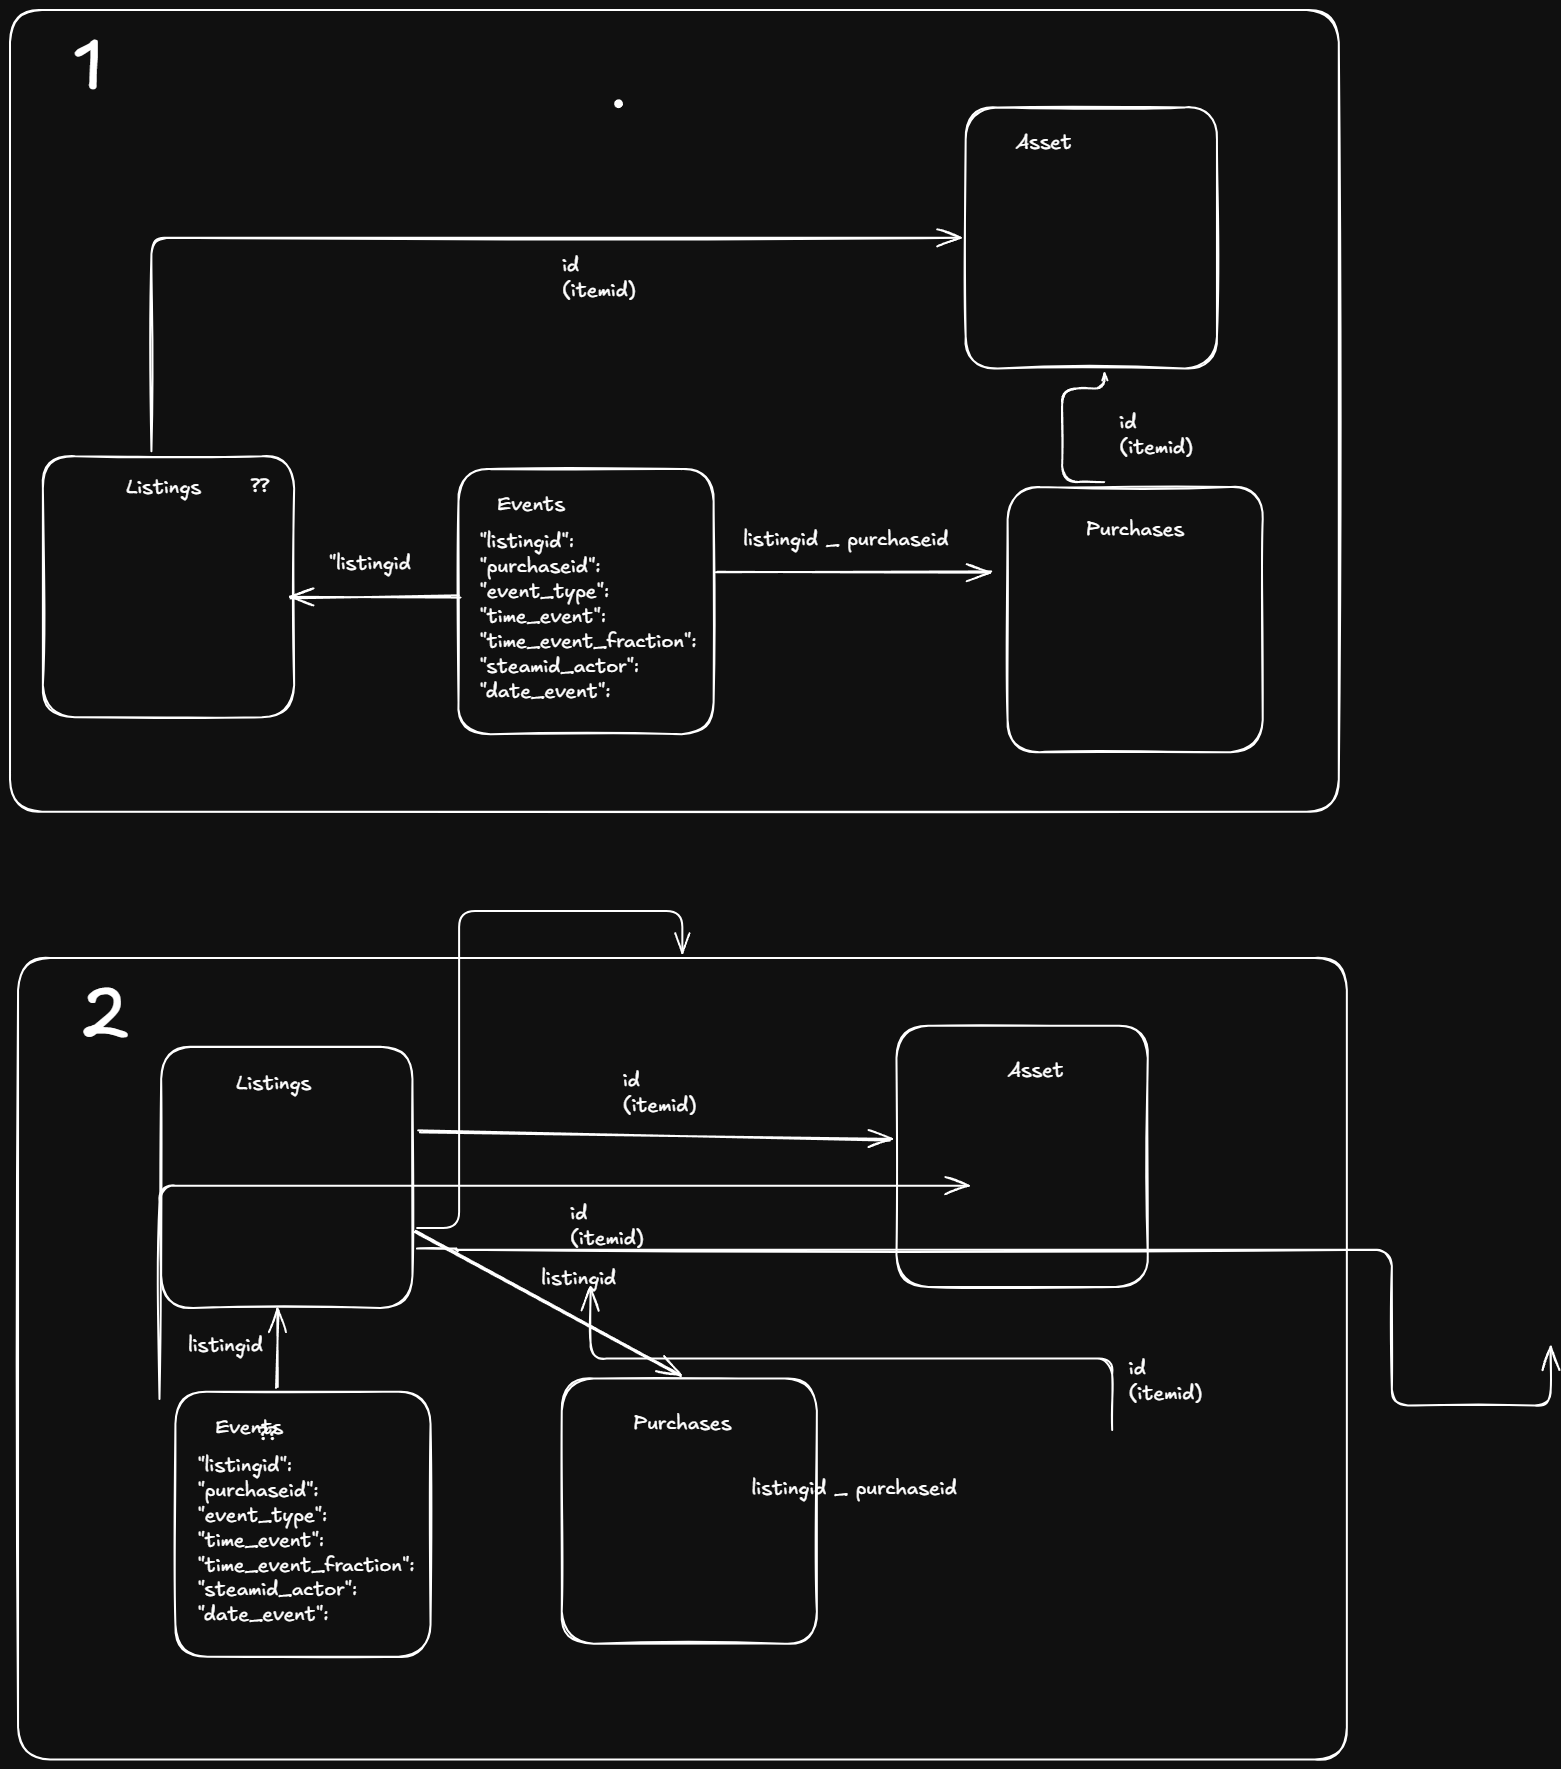 1
Asset
id
(itemid)
id
(itemid)
Listings
??
Events
"listingid":
"purchaseid":
"event_type":
"time_event":
"time_event_fraction":
"steamid_actor":
"date_event":
"listingid
listingid _ purchaseid
Purchases
2
Listings
Asset
id
(itemid)
id
(itemid)
listingid
listingid
id
(itemid)
Events
"listingid":
"purchaseid":
"event_type":
"time_event":
"time_event_fraction":
"steamid_actor":
"date_event":
Purchases
listingid _ purchaseid